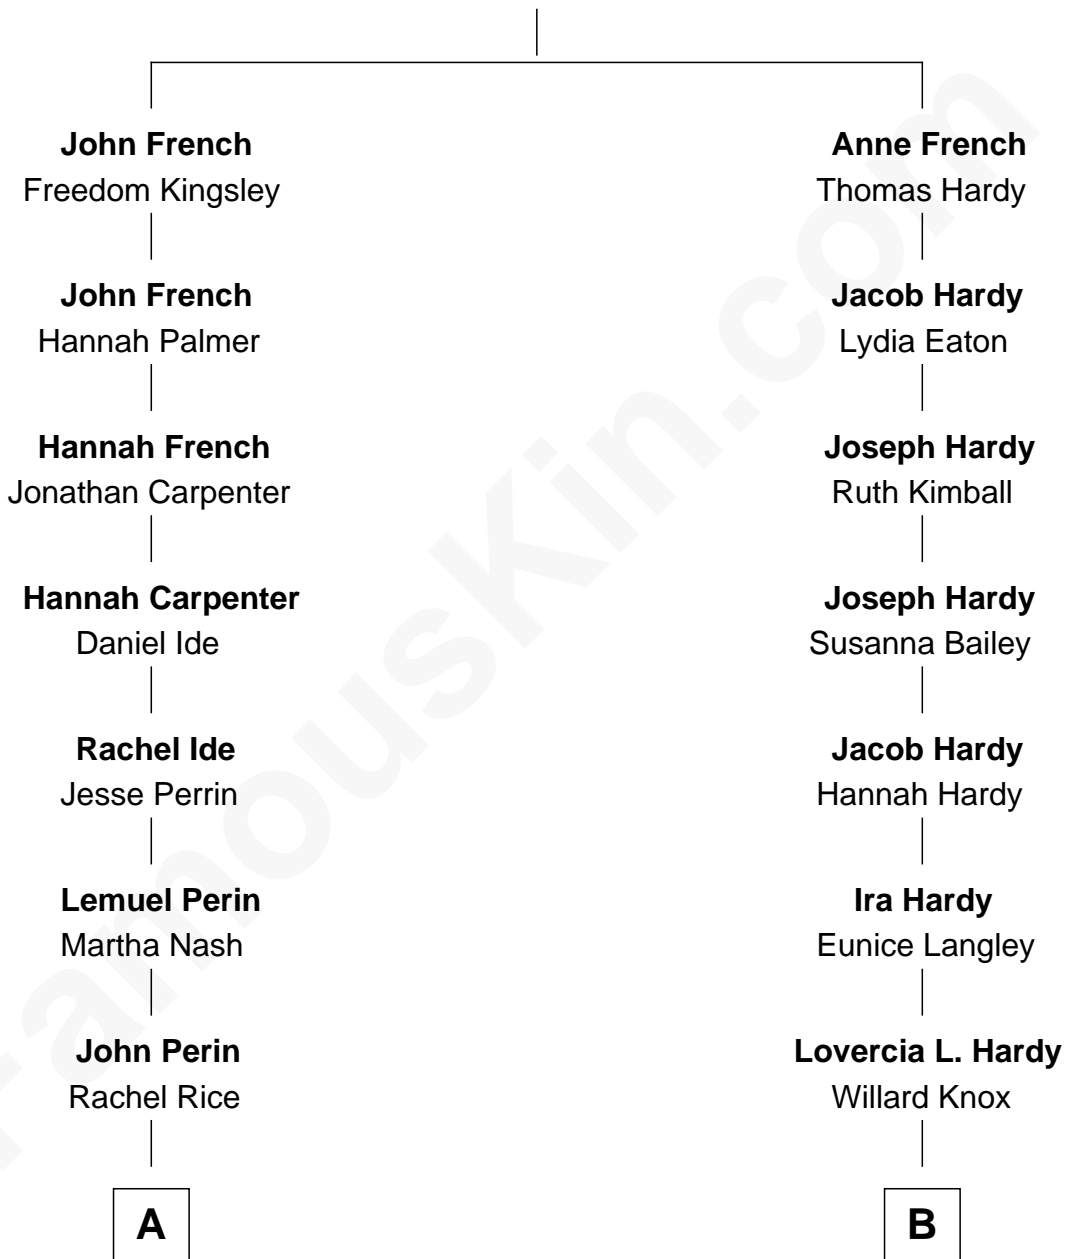 John French
Freedom Kingsley
John French
Hannah Palmer
Hannah French
Jonathan Carpenter
Hannah Carpenter
Daniel Ide
Rachel Ide
Jesse Perrin
Lemuel Perin
Martha Nash
John Perin
Rachel Rice
A
Anne French
Thomas Hardy
Jacob Hardy
Lydia Eaton
Joseph Hardy
Ruth Kimball
Joseph Hardy
Susanna Bailey
Jacob Hardy
Hannah Hardy
Ira Hardy
Eunice Langley
Lovercia L. Hardy
Willard Knox
B
FamousKin.com